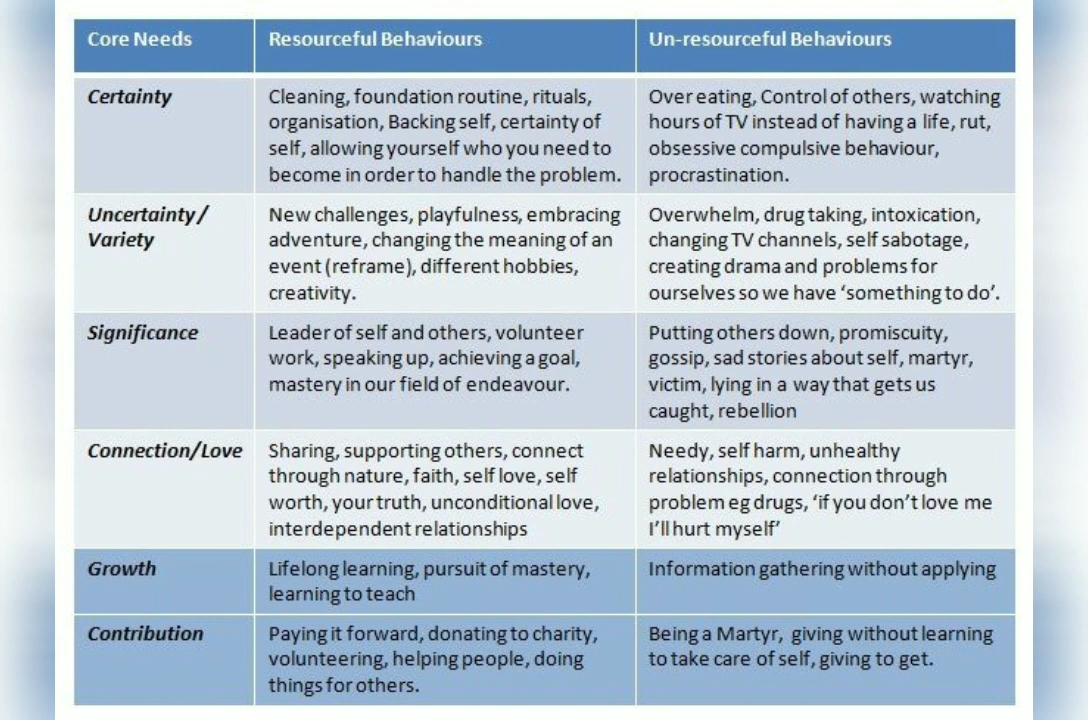 Core Needs
Resourceful Behaviours
Un-resourceful Behaviours
Certainty
Cleaning, foundation routine, rituals,
organisation, Backing self, certainty of
self, allowing yourself who you need to
become in order to handle the problem.
Over eating, Control of others, watching
hours of TV instead of having a life, rut,
obsessive compulsive behaviour,
procrastination.
Uncertainty/
Variety
New challenges, playfulness, embracing
adventure, changing the meaning of an
event (reframe), different hobbies,
creativity.
Overwhelm, drug taking, intoxication,
changing TV channels, self sabotage,
creating drama and problems for
ourselves so we have ‘something to do’.
Significance
Leader of self and others, volunteer
work, speaking up, achieving a goal,
mastery in our field of endeavour.
Putting others down, promiscuity,
gossip, sad stories about self, martyr,
victim, lying in a way that gets us
caught, rebellion
Connection/Love
Sharing, supporting others, connect
through nature, faith, self love, self
worth, your truth, unconditional love,
interdependent relationships
Needy, self harm, unhealthy
relationships, connection through
problem eg drugs, ‘if you don’t love me
I’ll hurt myself’
Growth
Lifelong learning, pursuit of mastery,
learning to teach
Information gathering without applying
Contribution
Paying it forward, donating to charity,
volunteering, helping people, doing
things for others.
Being a Martyr, giving without learning
to take care of self, giving to get.